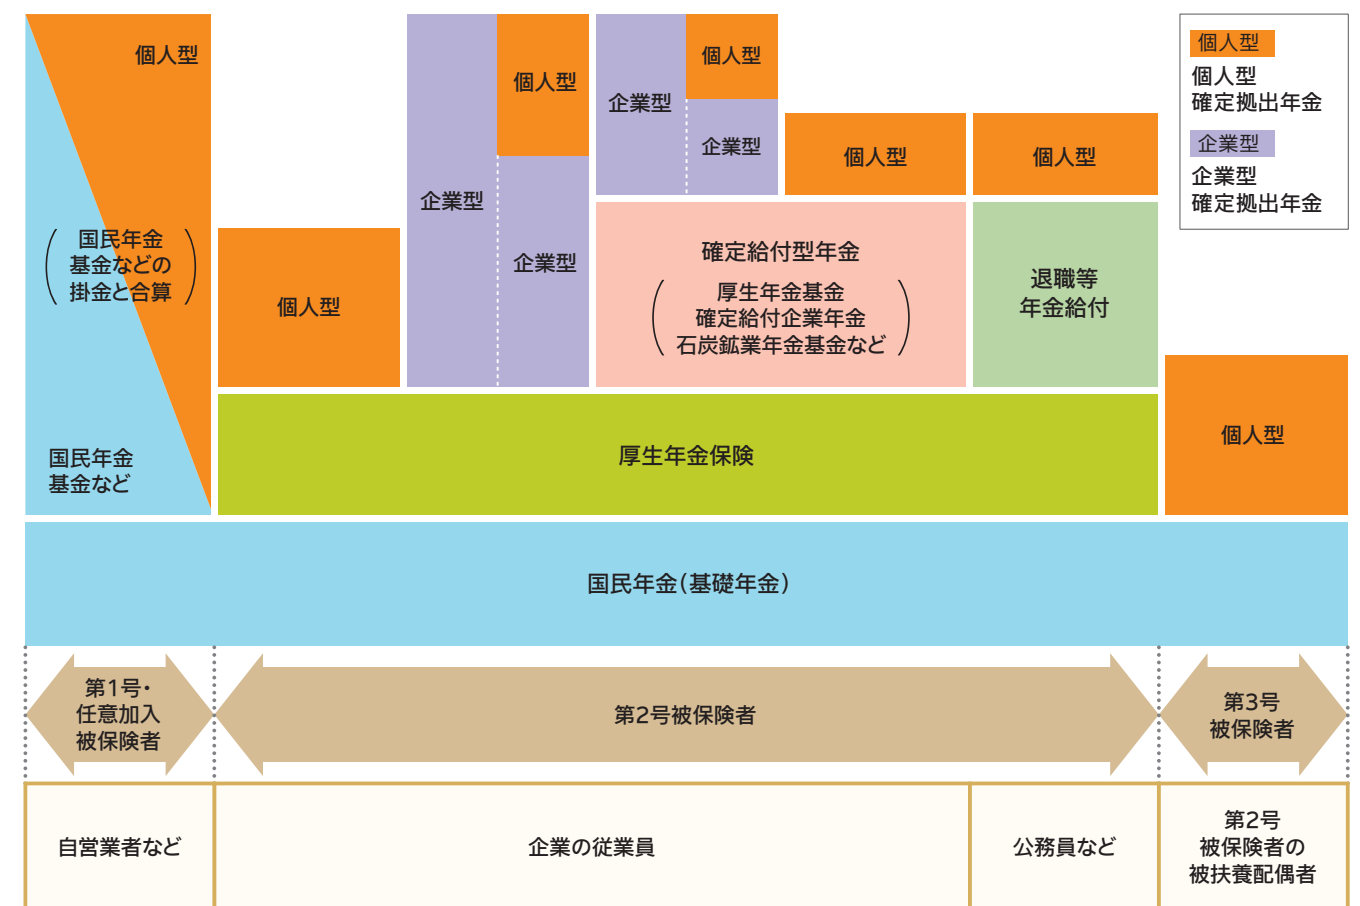 個人型
国民年金
基金などの
掛金と合算
国民年金
基金など
個人型
企業型
個人型
企業型
企業型
個人型
企業型
個人型
個人型
個人型
個人型
確定拠出年金
企業型
企業型
確定拠出年金
確定給付型年金
厚生年金基金
確定給付企業年金
石炭鉱業年金基金など
退職等
年金給付
個人型
厚生年金保険
国民年金(基礎年金)
第1号・
任意加入
被保険者
第2号被保険者
第3号
被保険者
自営業者など
企業の従業員
公務員など
第2号
被保険者の
被扶養配偶者